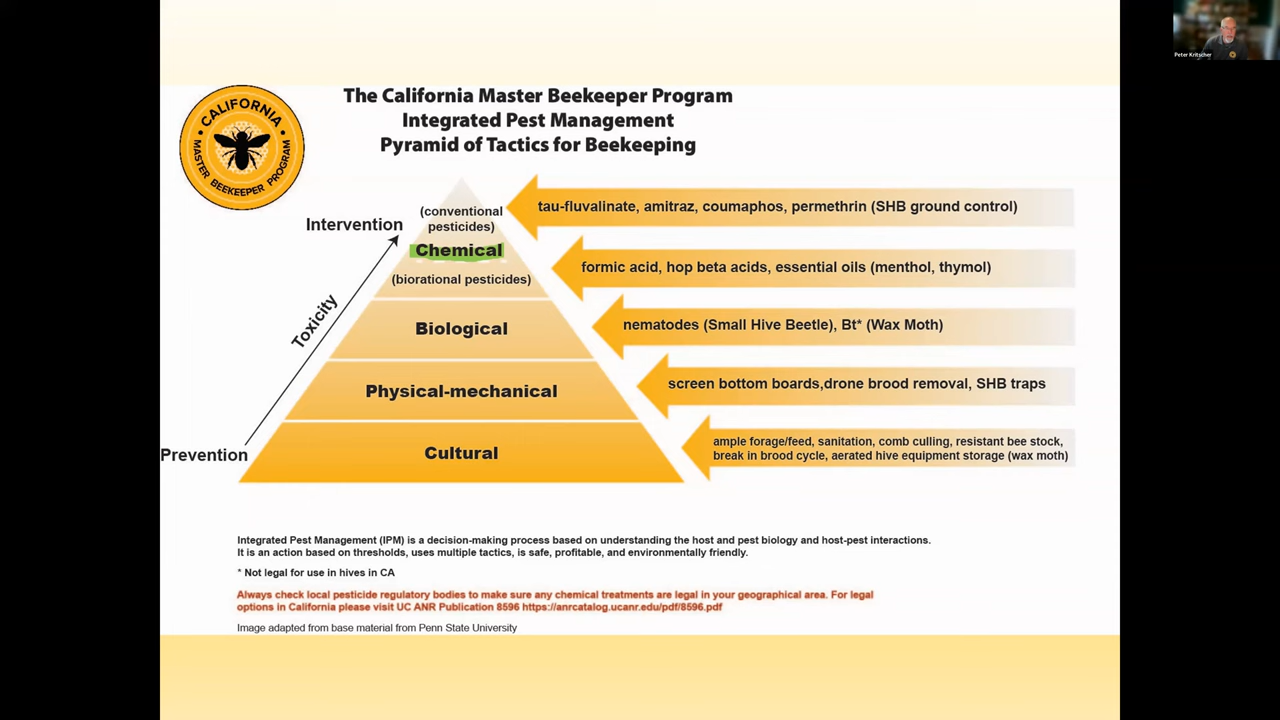 Peter Kritscher
The California Master Beekeeper Program
Integrated Pest Management
Pyramid of Tactics for Beekeeping
• CALIFORNIA •
MASTER BEEKEEPER PROGRAM
Intervention
Toxicity
Prevention
(conventional
pesticides)
Chemical
(biorational pesticides)
Biological
Physical-mechanical
Cultural
tau-fluvalinate, amitraz, coumaphos, permethrin (SHB ground control)
formic acid, hop beta acids, essential oils (menthol, thymol)
nematodes (Small Hive Beetle), Bt* (Wax Moth)
screen bottom boards,drone brood removal, SHB traps
ample forage/feed, sanitation, comb culling, resistant bee stock,
break in brood cycle, aerated hive equipment storage (wax moth)
Integrated Pest Management (IPM) is a decision-making process based on understanding the host and pest biology and host-pest interactions.
It is an action based on thresholds, uses multiple tactics, is safe, profitable, and environmentally friendly.
* Not legal for use in hives in CA
Always check local pesticide regulatory bodies to make sure any chemical treatments are legal in your geographical area. For legal
options in California please visit UC ANR Publication 8596 https://anrcatalog.ucanr.edu/pdf/8596.pdf
Image adapted from base material from Penn State University